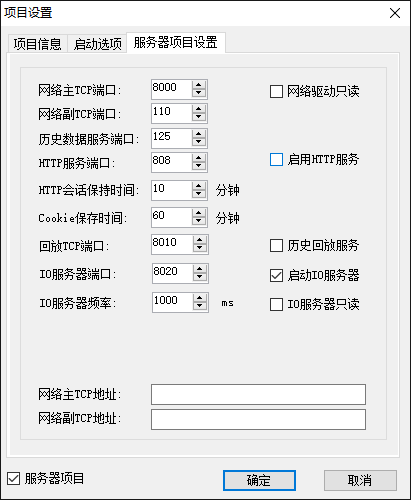 项目设置
项目信息 启动选项 服务器项目设置
网络主TCP端口: 8000 网络驱动只读
网络副TCP端口: 110
历史数据服务端口: 125
HTTP服务端口: 808 启用HTTP服务
HTTP会话保持时间: 10 分钟
Cookie保存时间: 60 分钟
回放TCP端口: 8010 历史回放服务
IO服务器端口: 8020 启动IO服务器
IO服务器频率: 1000 ms IO服务器只读
网络主TCP地址:
网络副TCP地址:
服务器项目 确定 取消